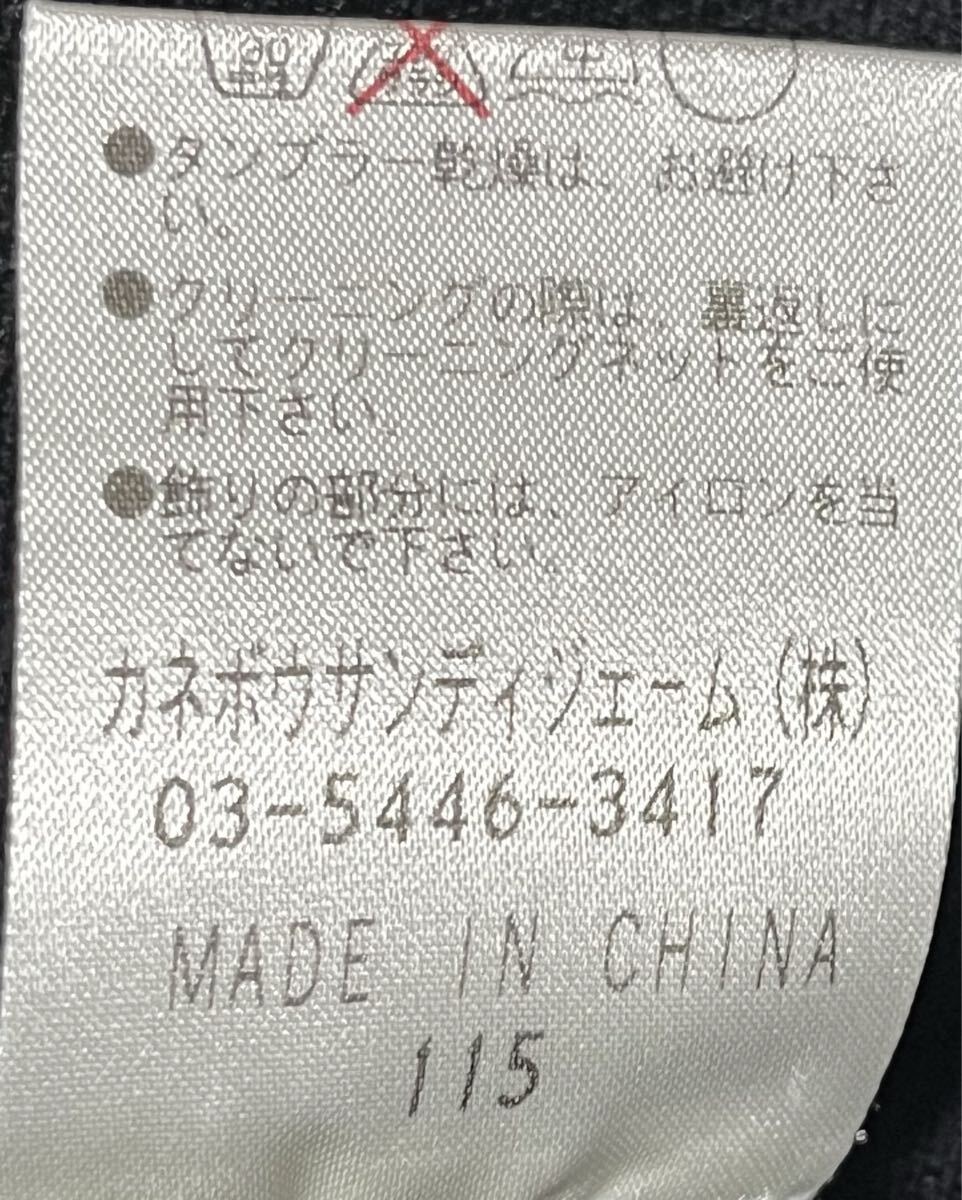 ●タンブラー乾燥は、お避け下さ
い。
●クリーニングの際は、裏返しに
してクリーニングネットをご使
用下さい。
●飾りの部分には、アイロンを当
てないで下さい。
カネボウサンティジェーム(株)
03-5446-3417
MADE IN CHINA
115